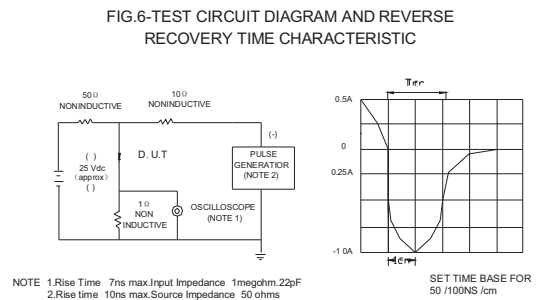 FIG.6-TEST CIRCUIT DIAGRAM AND REVERSE
RECOVERY TIME CHARACTERISTIC
50Ω
NONINDUCTIVE
10Ω
NONINDUCTIVE
( )
25 Vdc
(approx)
( )
D.U.T
1Ω
NON
INDUCTIVE
OSCILLOSCOPE
(NOTE 1)
(-)
PULSE
GENERATIOR
(NOTE 2)
Trr
0.5A
0
0.25A
-1 0A
1cm
SET TIME BASE FOR
50 /100NS /cm
NOTE 1.Rise Time 7ns max.Input Impedance 1megohm.22pF
2.Rise time 10ns max.Source Impedance 50 ohms